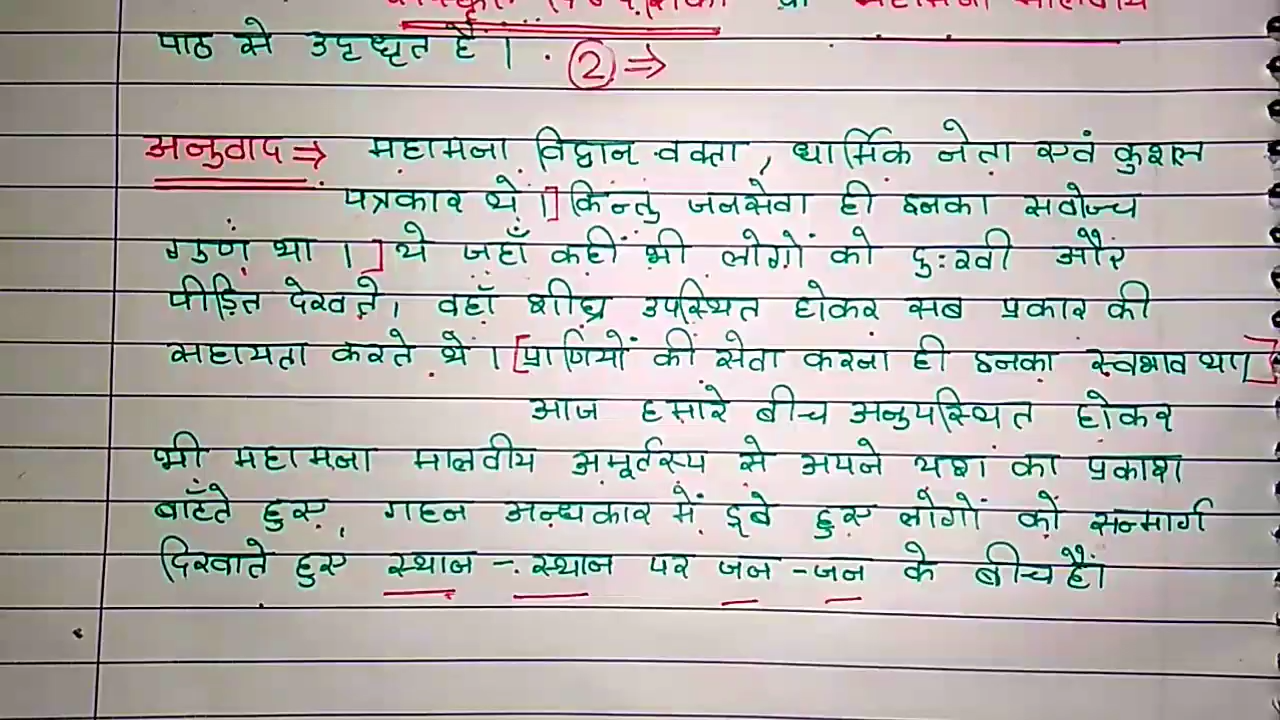 पाठ से उद्धृत है। ② ⇒
अनुवाद ⇒ महामना विद्वान वक्ता, धार्मिक नेता एवं कुशल
पत्रकार थे।] किन्तु जनसेवा ही इनका सर्वोच्च
गुण था।] ये जहाँ कहीं भी लोगों को दुःखी और
पीड़ित देखते, वहाँ शीघ्र उपस्थित होकर सब प्रकार की
सहायता करते थे। [प्राणियों की सेवा करना ही इनका स्वभाव था।]
आज हमारे बीच अनुपस्थित होकर
भी महामना मालवीय अमूर्तरूप से अपने यश का प्रकाश
बाँटते हुए, गहन अन्धकार में डूबे हुए लोगों को सन्मार्ग
दिखाते हुए स्थान - स्थान पर जन - जन के बीच हैं।